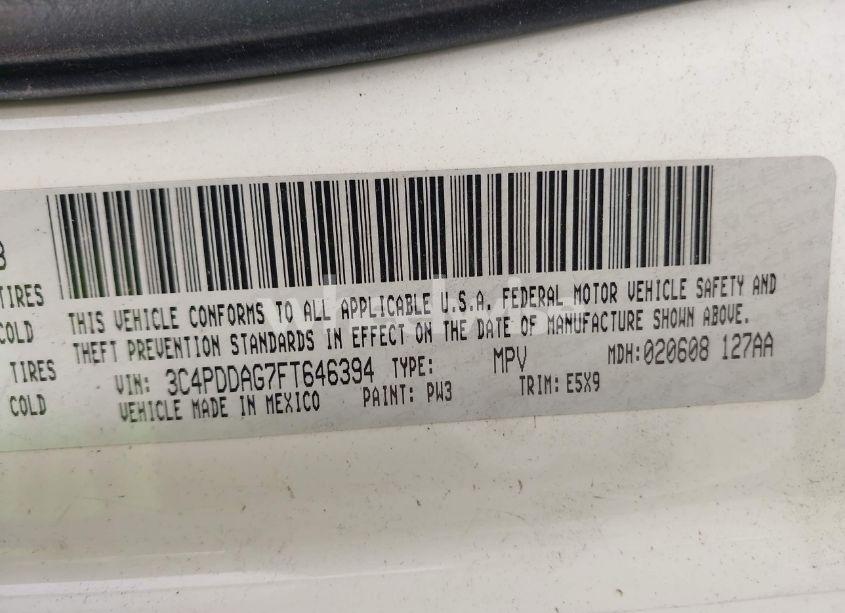 3
TIRES
COLD
TIRES
COLD
THIS VEHICLE CONFORMS TO ALL APPLICABLE U.S.A. FEDERAL MOTOR VEHICLE SAFETY AND
THEFT PREVENTION STANDARDS IN EFFECT ON THE DATE OF MANUFACTURE SHOWN ABOVE.
VIN: 3C4PDDAG7FT646394 TYPE: MPV MDH: 020608 127AA
VEHICLE MADE IN MEXICO PAINT: PW3 TRIM: E5X9